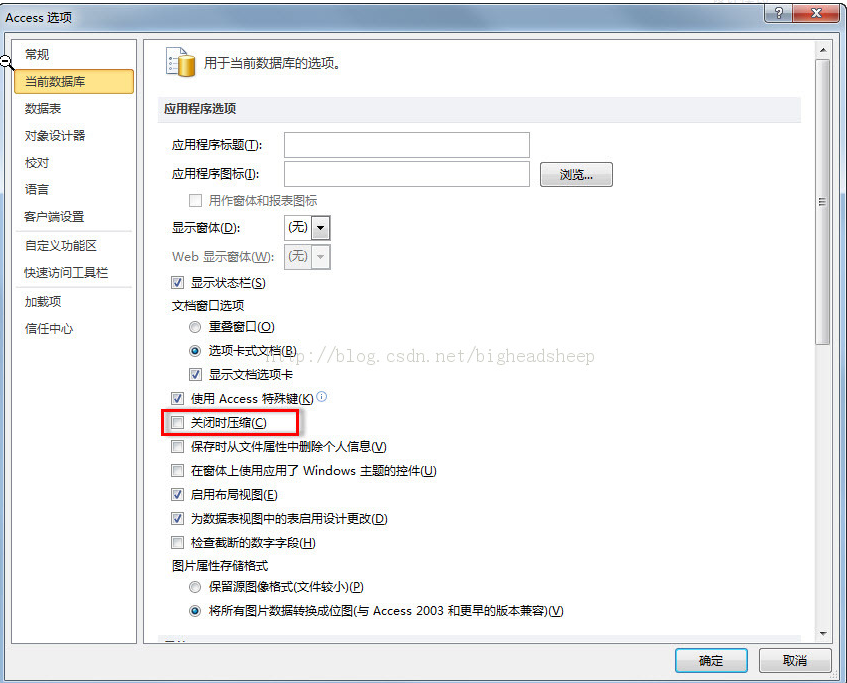 Access 选项
常规
当前数据库
数据表
对象设计器
校对
语言
客户端设置
自定义功能区
快速访问工具栏
加载项
信任中心
用于当前数据库的选项。
应用程序选项
应用程序标题(T):
应用程序图标(I):
浏览...
用作窗体和报表图标
显示窗体(D):
(无)
Web 显示窗体(W):
(无)
显示状态栏(S)
文档窗口选项
重叠窗口(O)
选项卡式文档(B)
http://blog.csdn.net/bigheadsheep
显示文档选项卡
使用 Access 特殊键(K)
关闭时压缩(C)
保存时从文件属性中删除个人信息(V)
在窗体上使用应用了 Windows 主题的控件(U)
启用布局视图(E)
为数据表视图中的表启用设计更改(D)
检查截断的数字字段(H)
图片属性存储格式
保留源图像格式(文件较小)(P)
将所有图片数据转换成位图(与 Access 2003 和更早的版本兼容)(V)
确定
取消